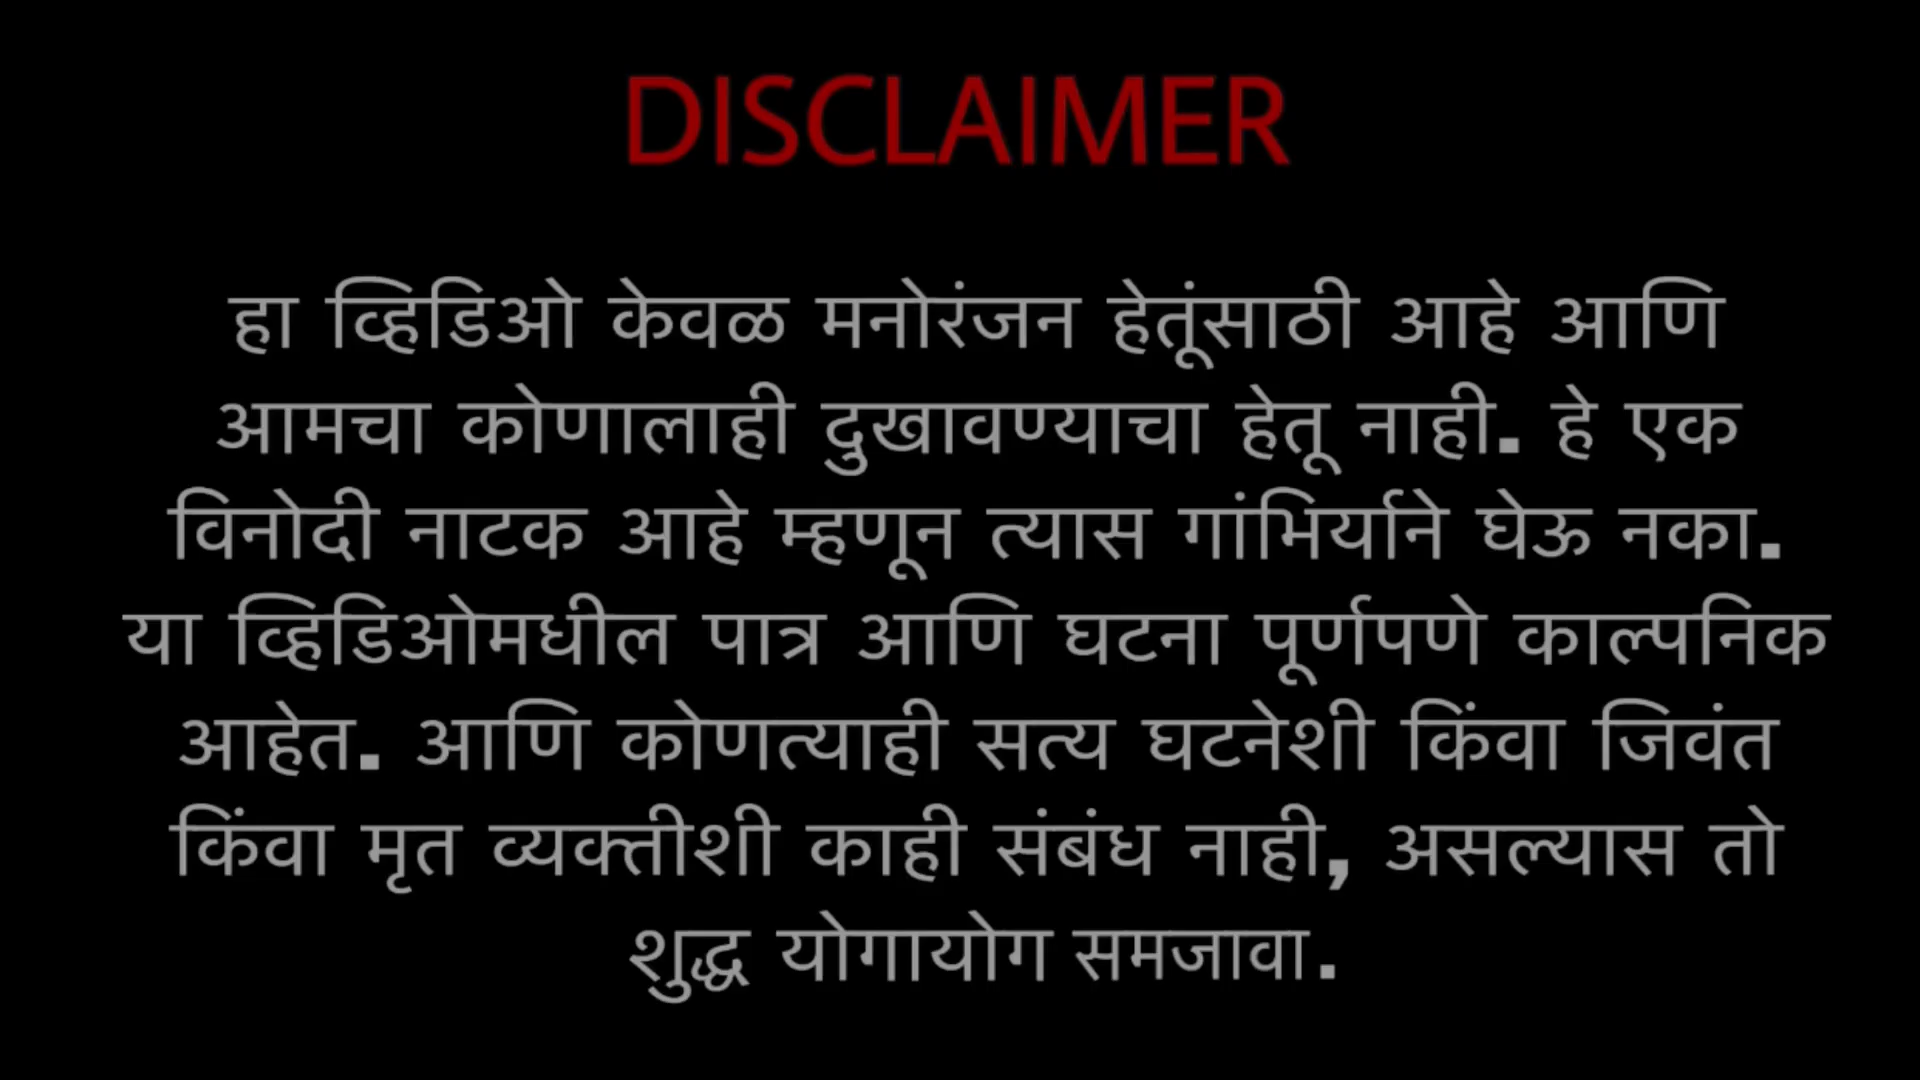 DISCLAIMER
हा व्हिडिओ केवळ मनोरंजन हेतूंसाठी आहे आणि
आमचा कोणालाही दुखावण्याचा हेतू नाही. हे एक
विनोदी नाटक आहे म्हणून त्यास गांभिर्याने घेऊ नका.
या व्हिडिओमधील पात्र आणि घटना पूर्णपणे काल्पनिक
आहेत. आणि कोणत्याही सत्य घटनेशी किंवा जिवंत
किंवा मृत व्यक्तीशी काही संबंध नाही, असल्यास तो
शुद्ध योगायोग समजावा.